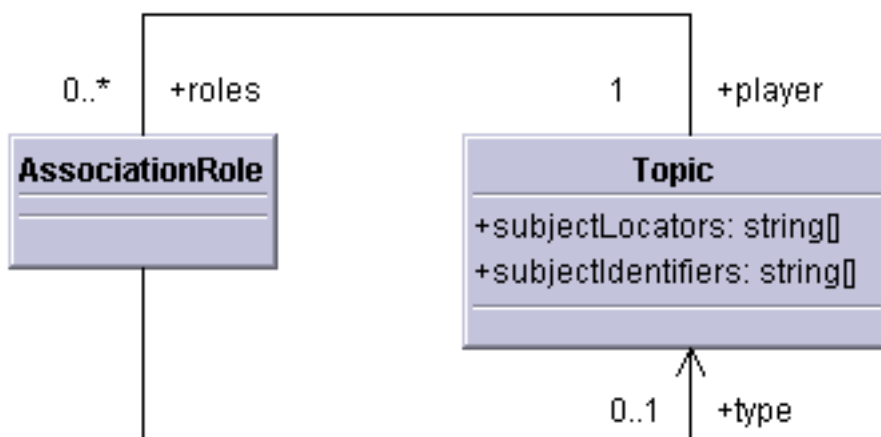 0..* +roles 1 +player
AssociationRole
Topic
+subjectLocators: string[]
+subjectIdentifiers: string[]
0..1 +type